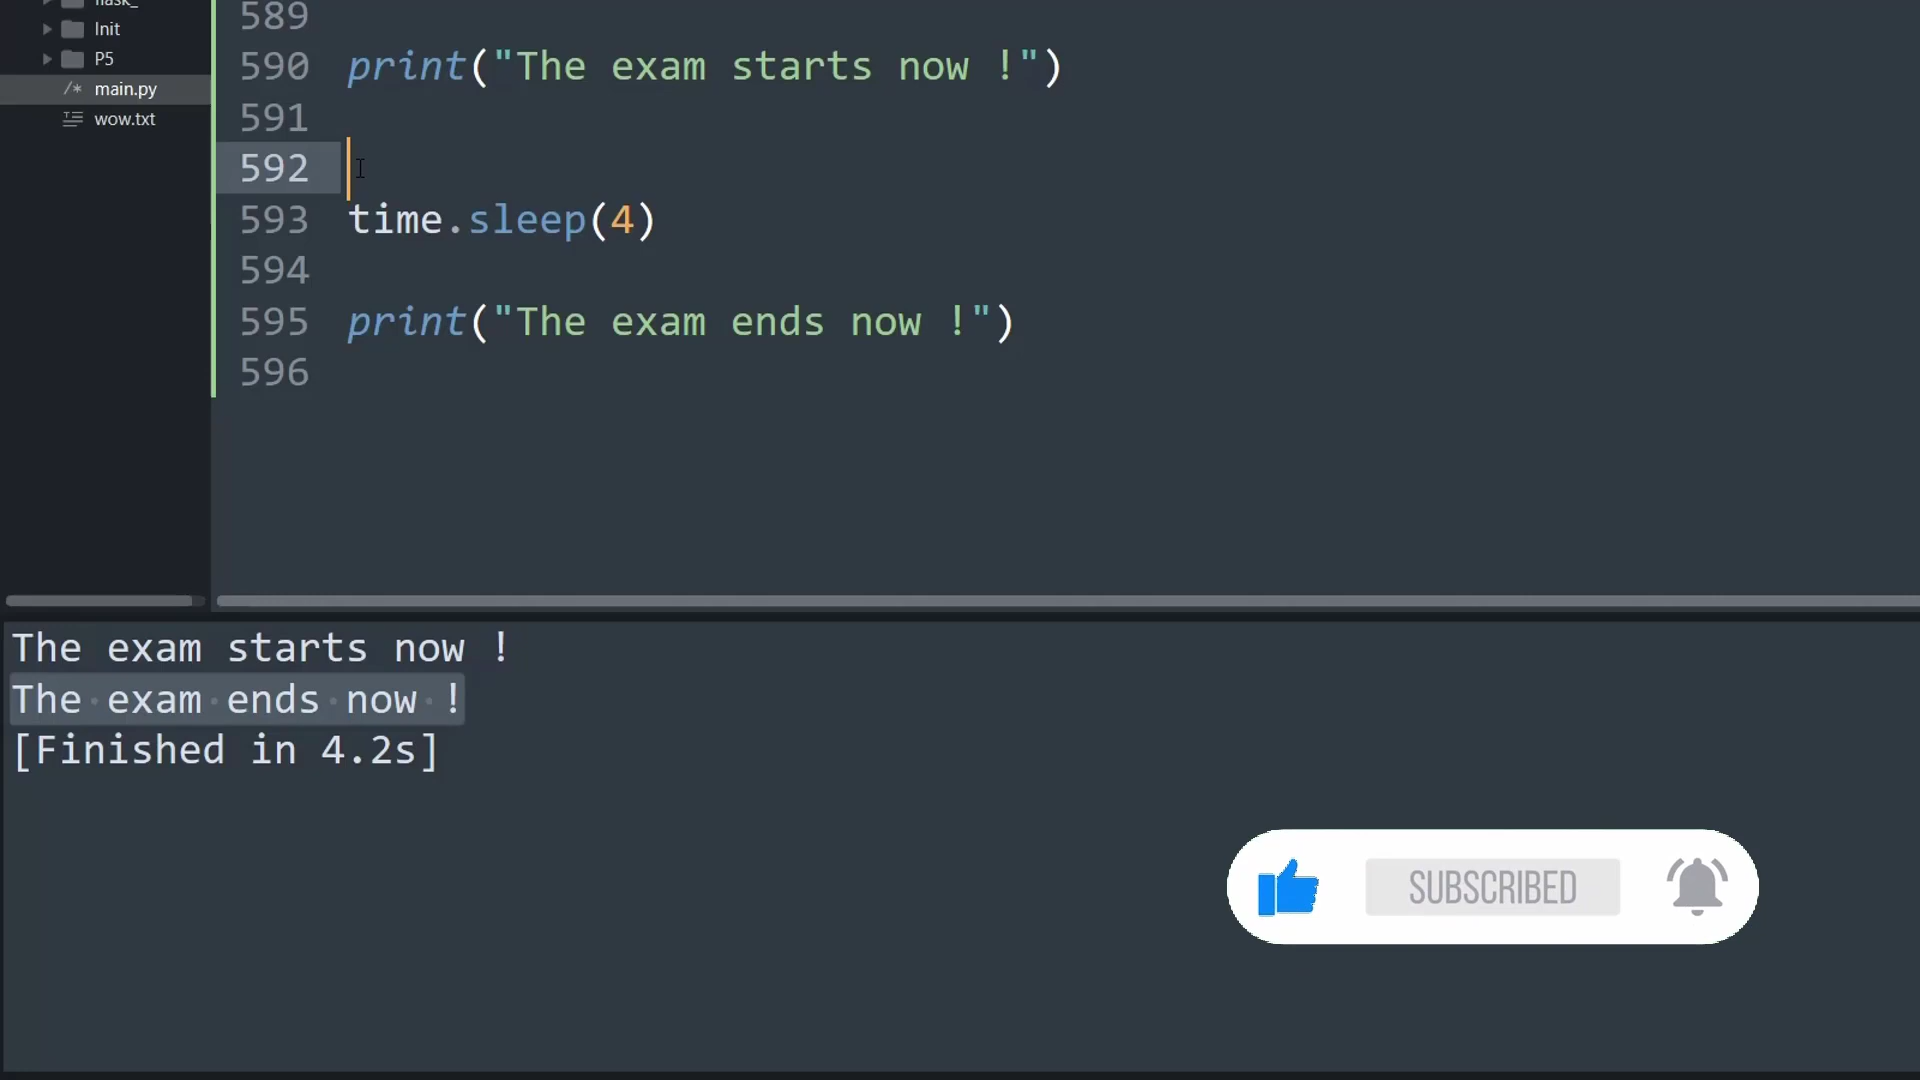 Init
P5
/* main.py
wow.txt
589
590 print("The exam starts now !")
591
592
593 time.sleep(4)
594
595 print("The exam ends now !")
596
The exam starts now !
The exam ends now !
[Finished in 4.2s]
SUBSCRIBED